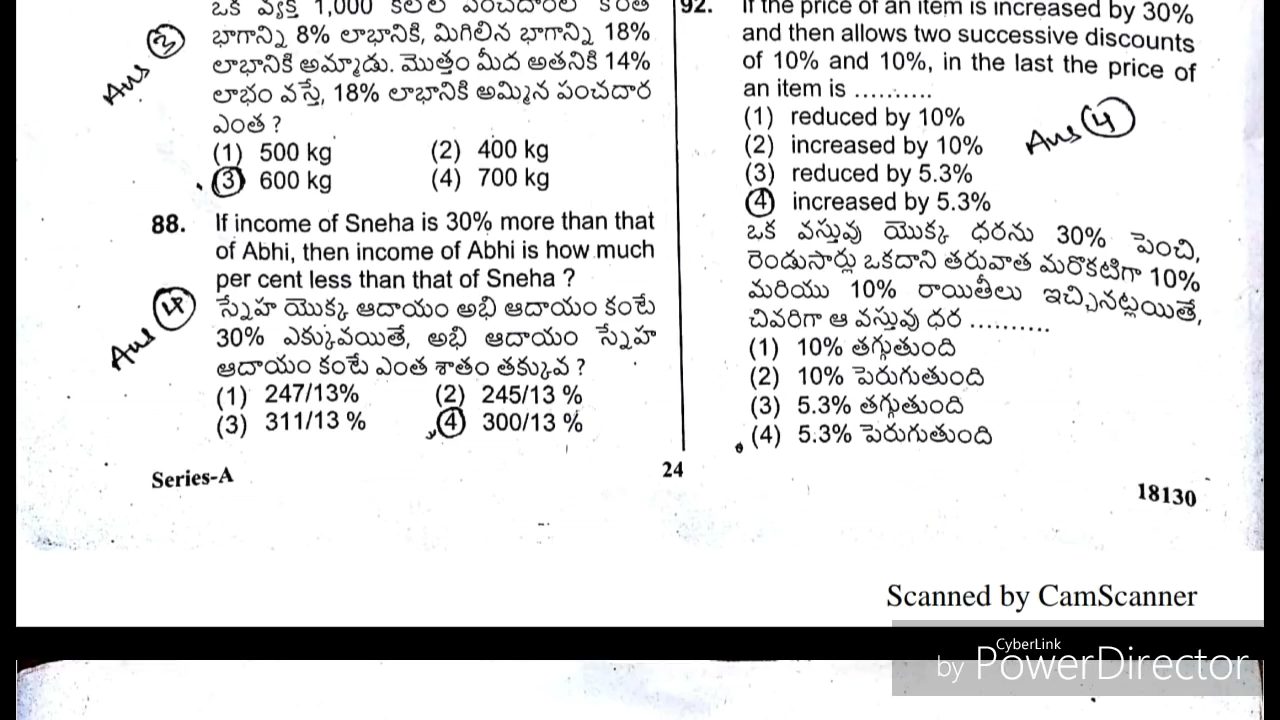 ఒక వ్యక్తి 1,000
భాగాన్ని 8% లాభానికి, మిగిలిన భాగాన్ని 18%
లాభానికి అమ్మాడు. మొత్తం మీద అతనికి 14%
లాభం వస్తే, 18% లాభానికి అమ్మిన పంచదార
ఎంత ?
(1) 500 kg (2) 400 kg
(3) 600 kg (4) 700 kg
Ans (3)
88. If income of Sneha is 30% more than that
of Abhi, then income of Abhi is how much
per cent less than that of Sneha ?
స్నేహ యొక్క ఆదాయం అభి ఆదాయం కంటే
30% ఎక్కువయితే, అభి ఆదాయం స్నేహ
ఆదాయం కంటే ఎంత శాతం తక్కువ ?
(1) 247/13% (2) 245/13 %
(3) 311/13 % (4) 300/13 %
Ans (4)
92. If the price of an item is increased by 30%
and then allows two successive discounts
of 10% and 10%, in the last the price of
an item is ..........
(1) reduced by 10%
(2) increased by 10%
(3) reduced by 5.3%
(4) increased by 5.3%
Ans (4)
ఒక వస్తువు యొక్క ధరను 30% పెంచి,
రెండుసార్లు ఒకదాని తరువాత మరొకటిగా 10%
మరియు 10% రాయితీలు ఇచ్చినట్లయితే,
చివరిగా ఆ వస్తువు ధర ..........
(1) 10% తగ్గుతుంది
(2) 10% పెరుగుతుంది
(3) 5.3% తగ్గుతుంది
(4) 5.3% పెరుగుతుంది
Series-A 24 18130
Scanned by CamScanner
CyberLink
by PowerDirector